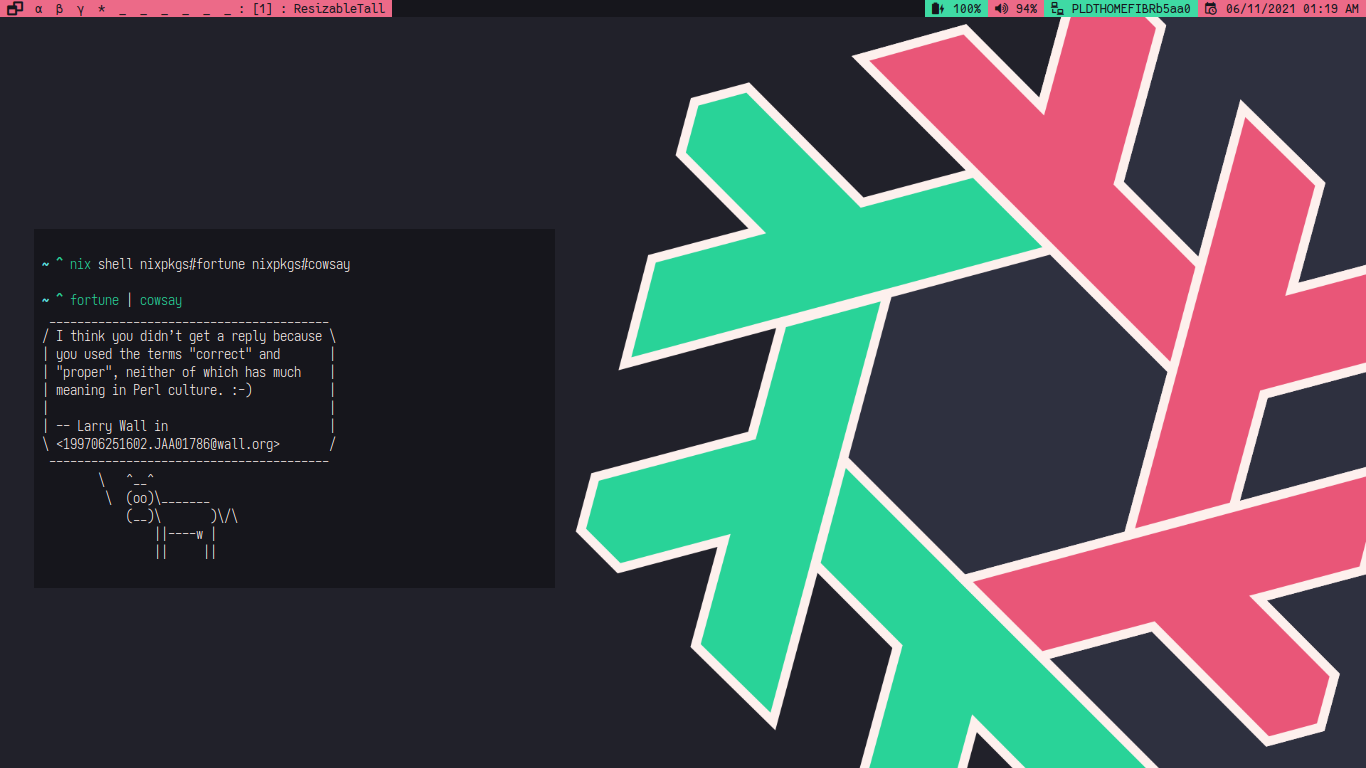 α β γ * _ _ _ _ _ _ : [1] : ResizableTall
100% 94% PLDTHOMEFIBRb5aa0 06/11/2021 01:19 AM
~ ^ nix shell nixpkgs#fortune nixpkgs#cowsay
~ ^ fortune | cowsay
 ________________________________________
/ I think you didn't get a reply because \
| you used the terms "correct" and       |
| "proper", neither of which has much    |
| meaning in Perl culture. :-)           |
|                                        |
| -- Larry Wall in                       |
\ <199706251602.JAA01786@wall.org>       /
 ----------------------------------------
        \   ^__^
         \  (oo)\_______
            (__)\       )\/\
                ||----w |
                ||     ||